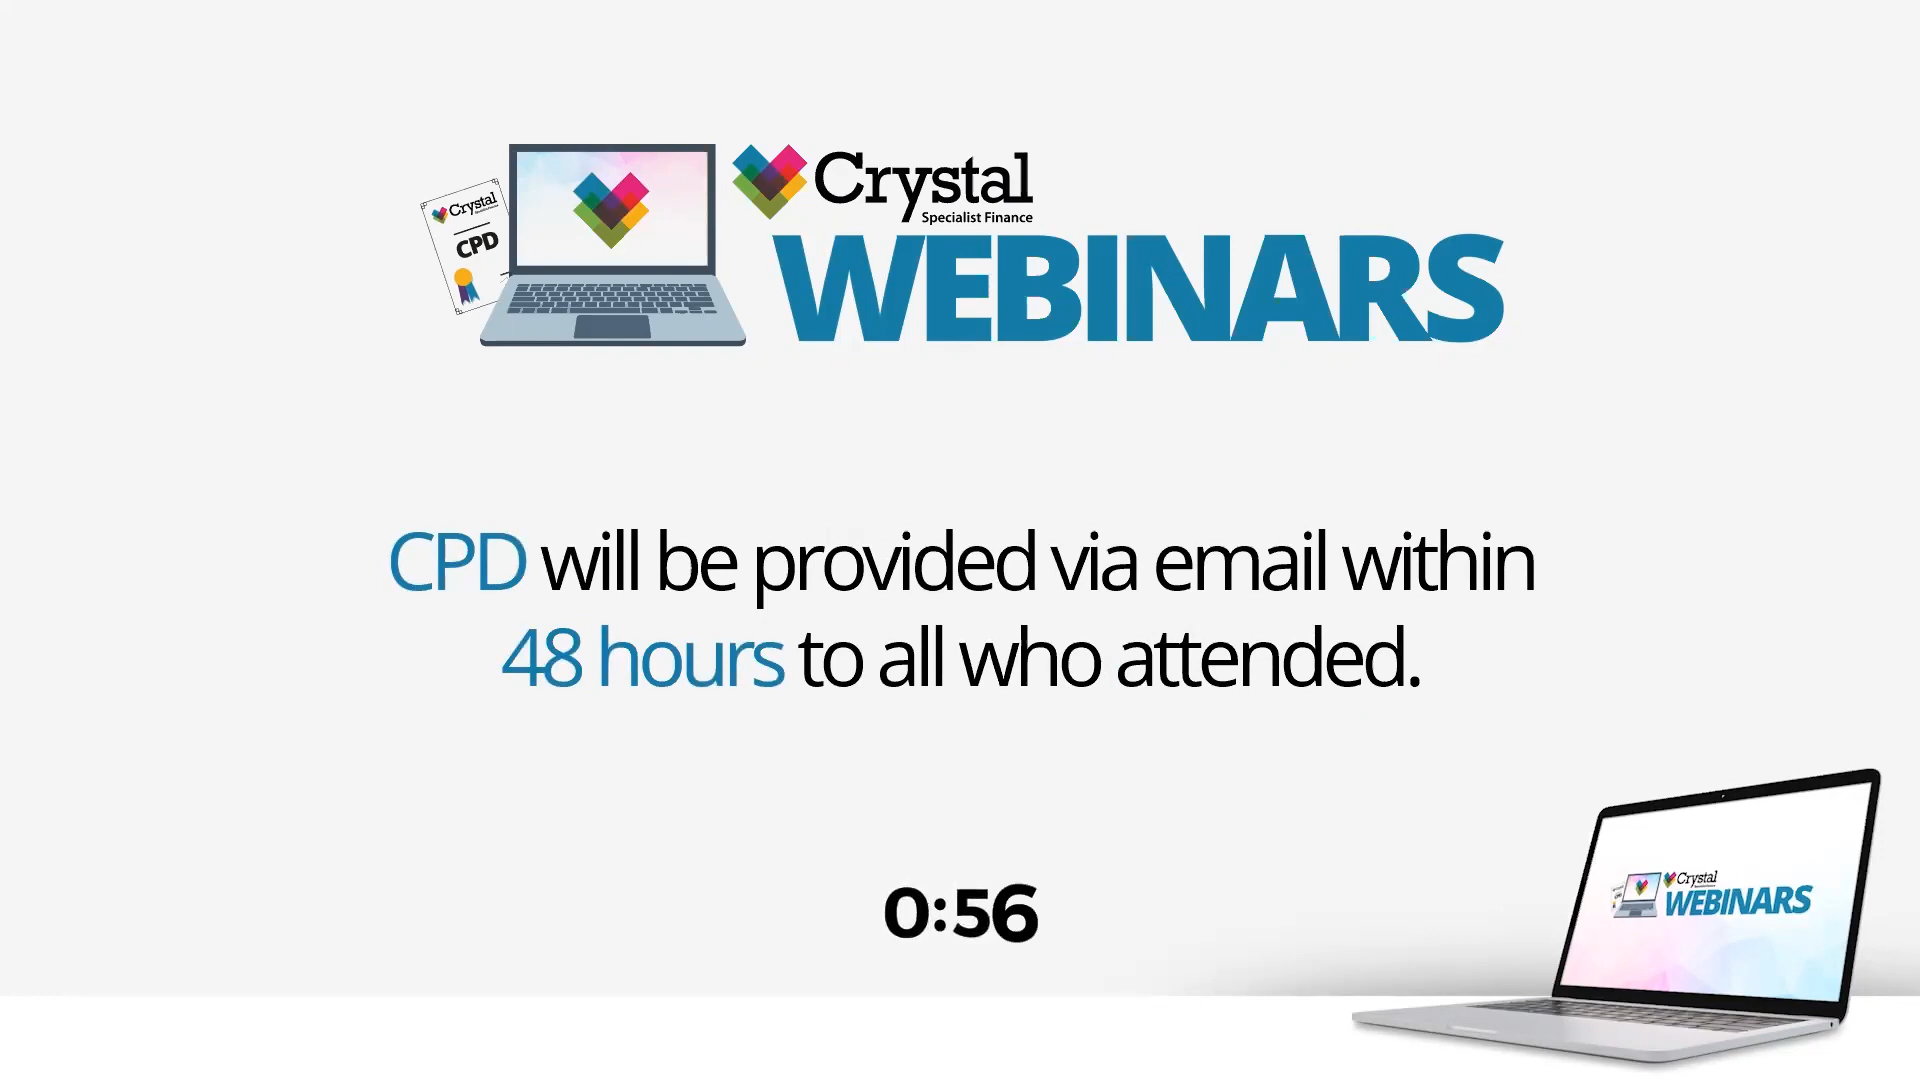 Crystal
Specialist Finance
WEBINARS
Crystal
CPD
CPD will be provided via email within
48 hours to all who attended.
0:56
Crystal
WEBINARS